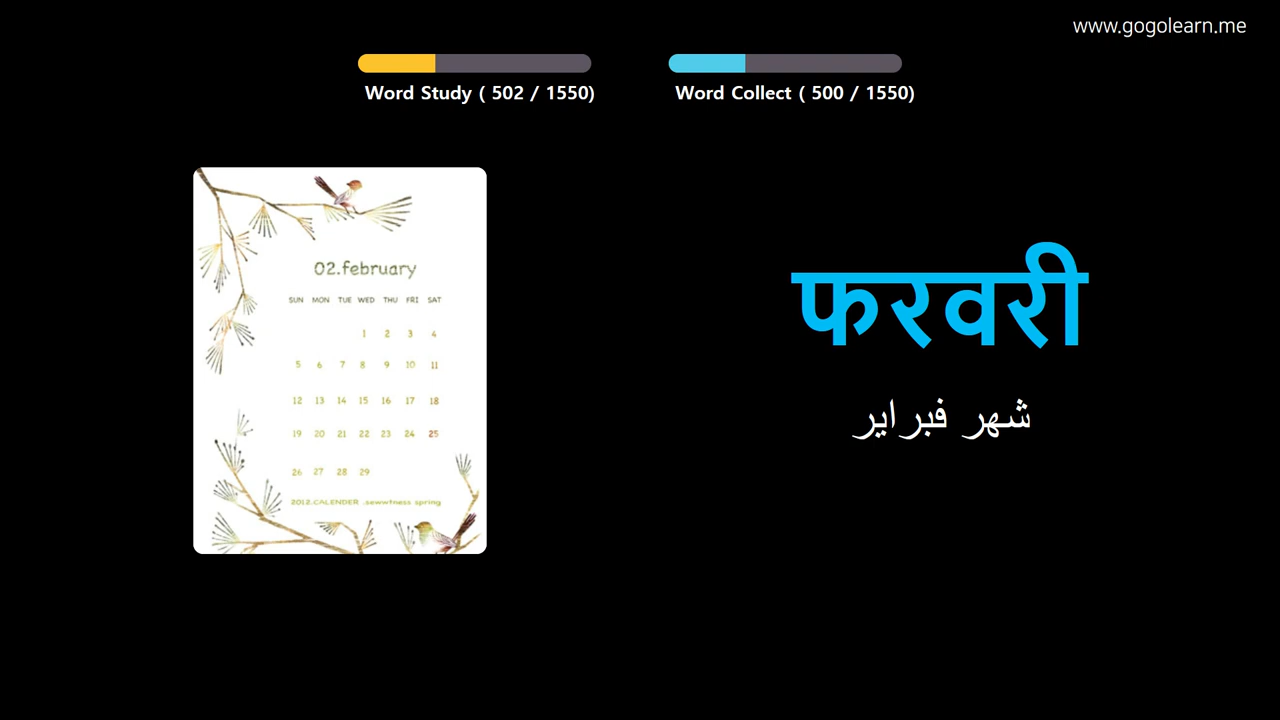 www.gogolearn.me
Word Study ( 502 / 1550)
Word Collect ( 500 / 1550)
02.february
SUN MON TUE WED THU FRI SAT
1 2 3 4
5 6 7 8 9 10 11
12 13 14 15 16 17 18
19 20 21 22 23 24 25
26 27 28 29
2012.CALENDER .sewwtness spring
फरवरी
شهر فبراير